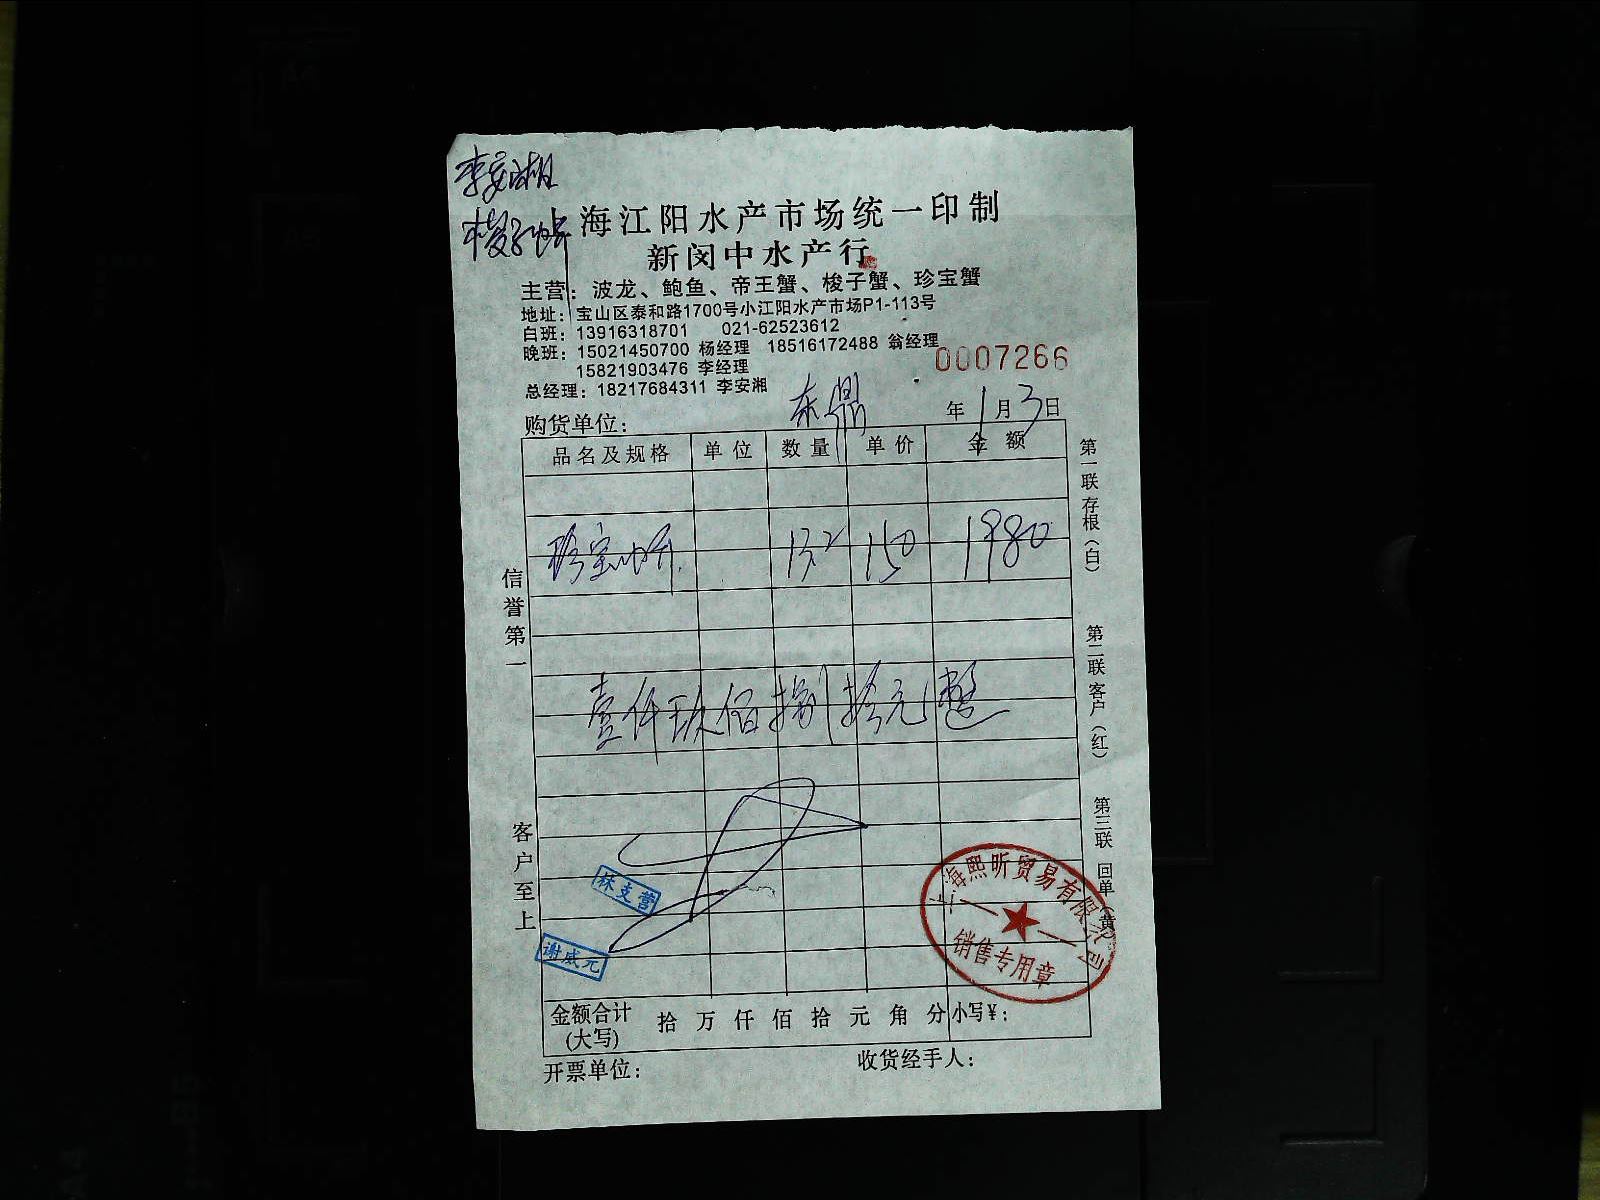 李安湘
梭子蟹
上海江阳水产市场统一印制
新闵中水产行
主营：波龙、鲍鱼、帝王蟹、梭子蟹、珍宝蟹
地址：宝山区泰和路1700号小江阳水产市场P1-113号
白班：13916318701 021-62523612
晚班：15021450700 杨经理 18516172488 翁经理
15821903476 李经理
0007266
总经理：18217684311 李安湘
购货单位： 东鼎 年 1 月 3 日
品名及规格 单位 数量 单价 金额
珍宝 13.2 150 1980
壹仟玖佰捌拾元整
林支营
谢威元
上海熙昕贸易有限公司
销售专用章
金额合计(大写) 拾 万 仟 佰 拾 元 角 分 小写¥：
开票单位： 收货经手人：
信誉第一
客户至上
第一联 存根（白）
第二联 客户（红）
第三联 回单（黄）